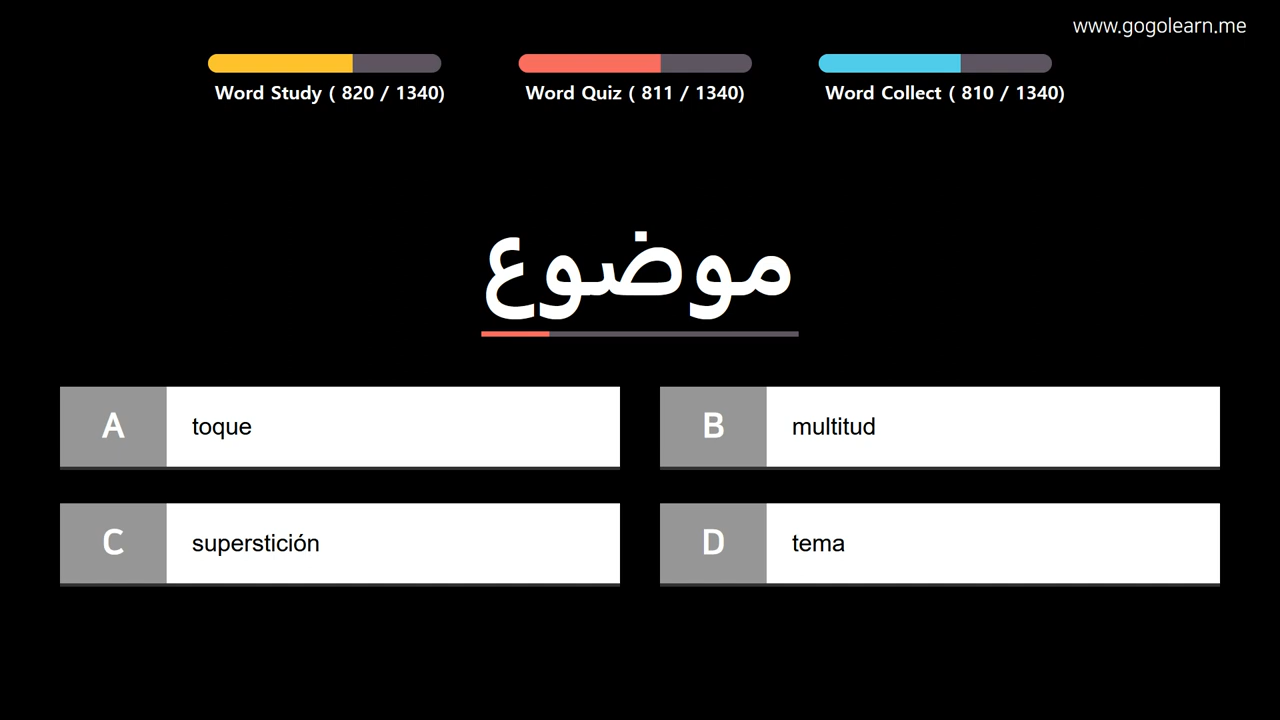 www.gogolearn.me
Word Study ( 820 / 1340)
Word Quiz ( 811 / 1340)
Word Collect ( 810 / 1340)
موضوع
A toque
B multitud
C superstición
D tema